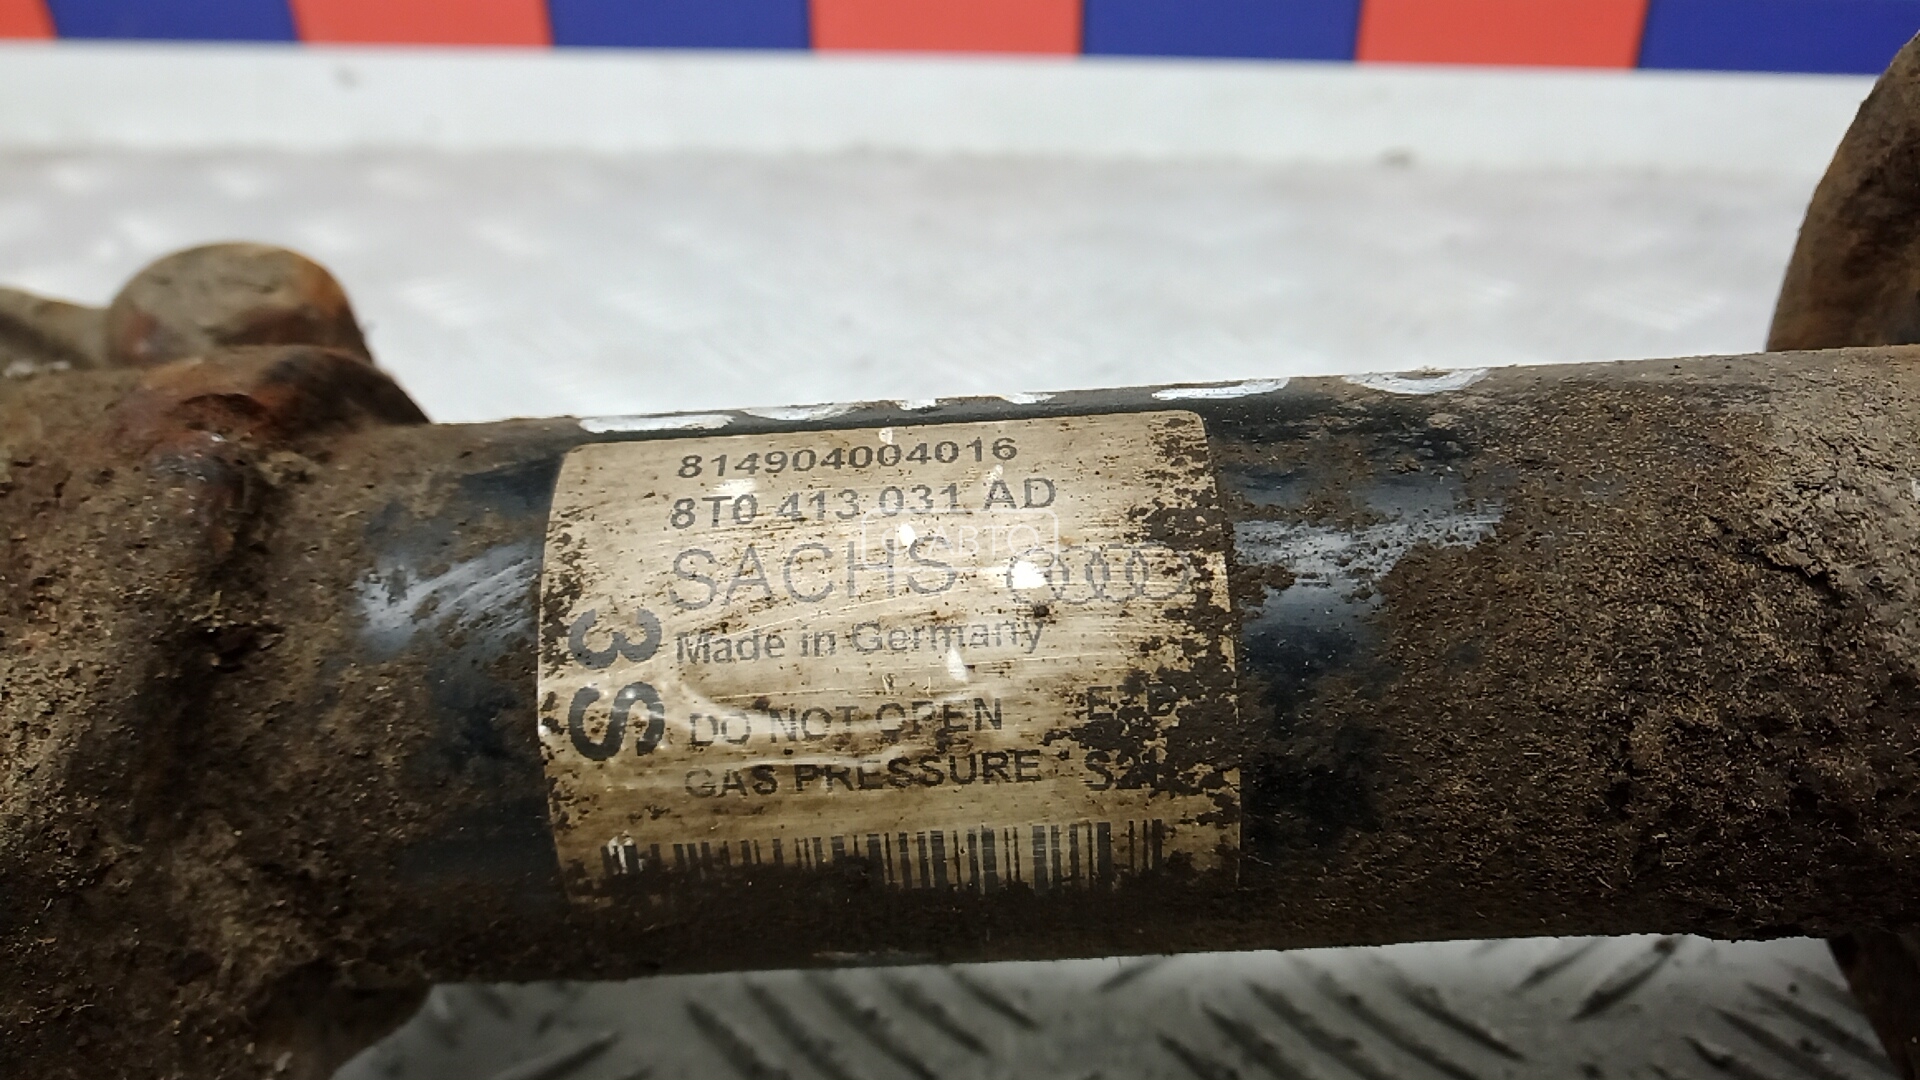 814904004016
8T0 413 031 AD
SACHS
Made in Germany
3S
DO NOT OPEN
GAS PRESSURE